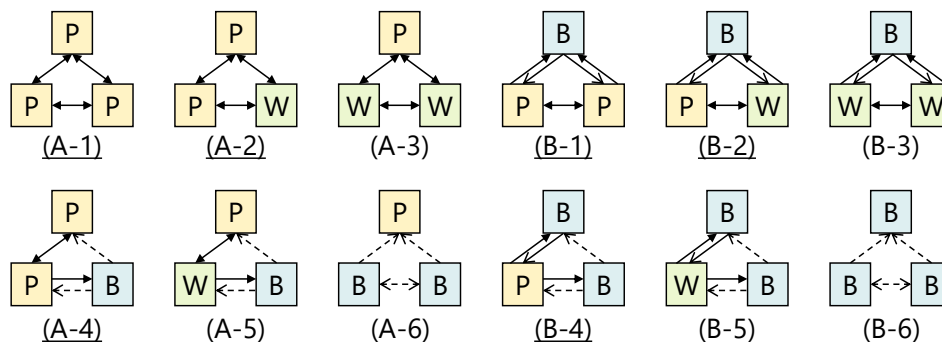 P P P B B B
P P P W W W P P P W W W
(A-1) (A-2) (A-3) (B-1) (B-2) (B-3)
P P P B B B
P B W B B B P B W B B B
(A-4) (A-5) (A-6) (B-4) (B-5) (B-6)